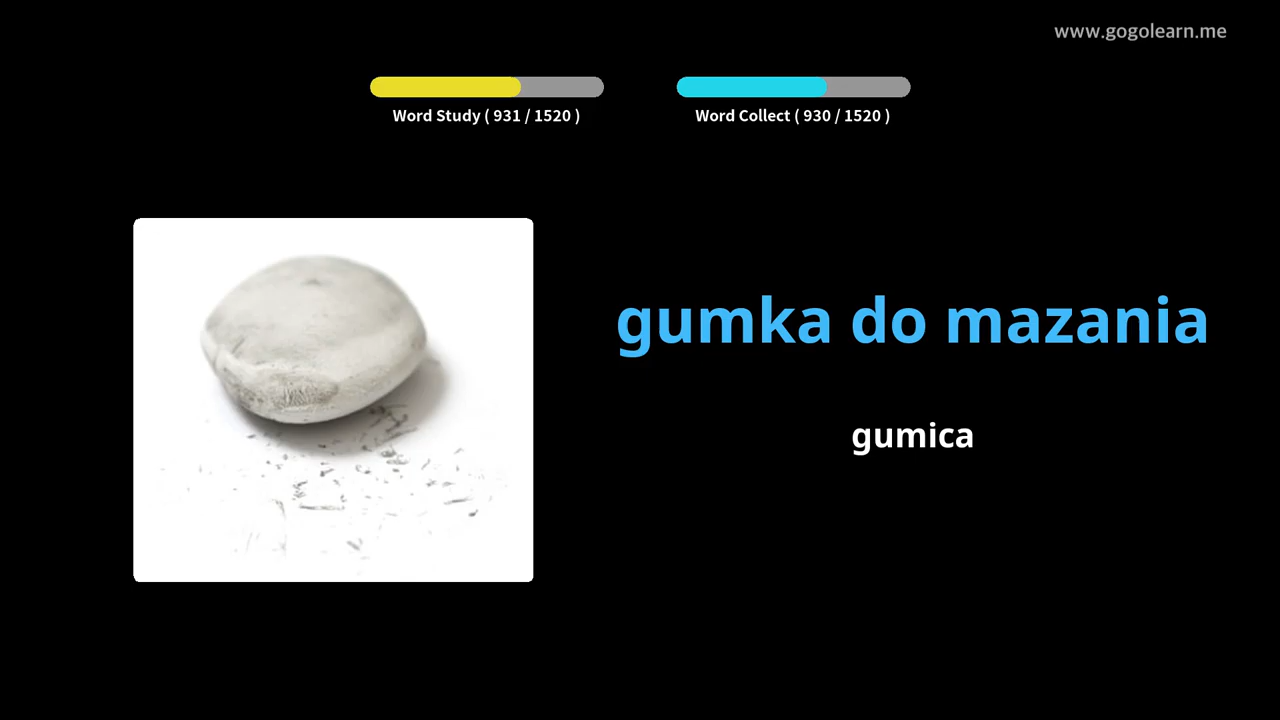 www.gogolearn.me
Word Study ( 931 / 1520 )
Word Collect ( 930 / 1520 )
gumka do mazania
gumica